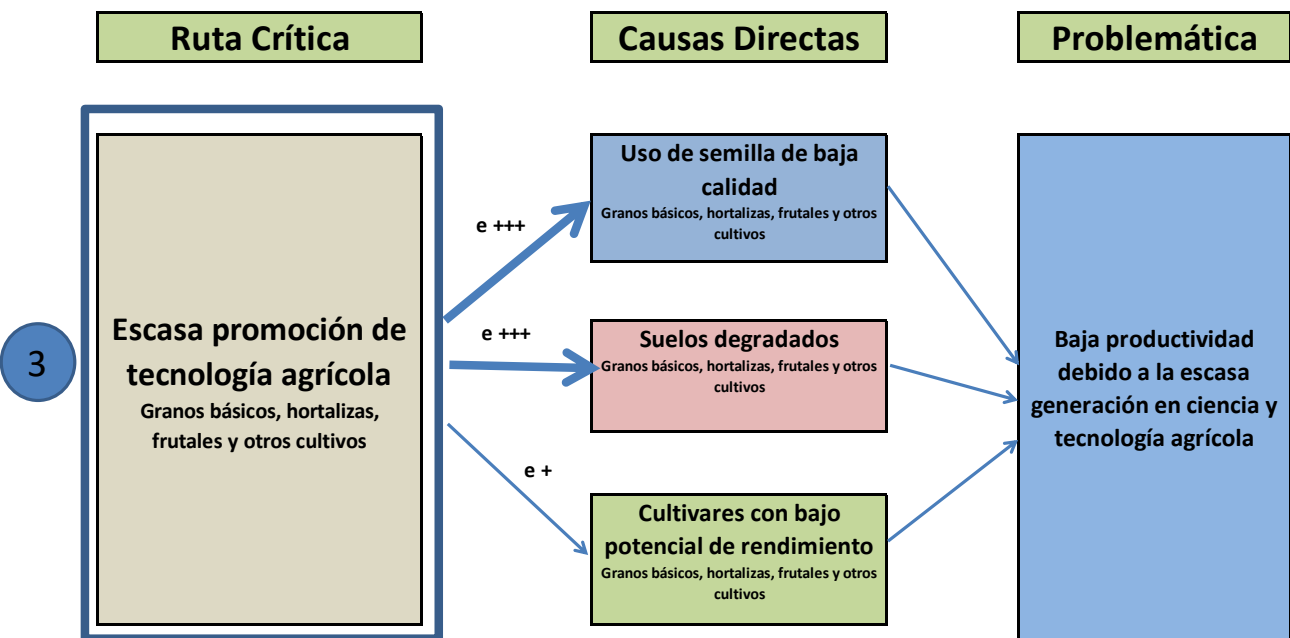 Ruta Crítica
Causas Directas
Problemática
3
Escasa promoción de
tecnología agrícola
Granos básicos, hortalizas,
frutales y otros cultivos
e +++
e +++
e +
Uso de semilla de baja
calidad
Granos básicos, hortalizas, frutales y otros
cultivos
Suelos degradados
Granos básicos, hortalizas, frutales y otros
cultivos
Cultivares con bajo
potencial de rendimiento
Granos básicos, hortalizas, frutales y otros
cultivos
Baja productividad
debido a la escasa
generación en ciencia y
tecnología agrícola